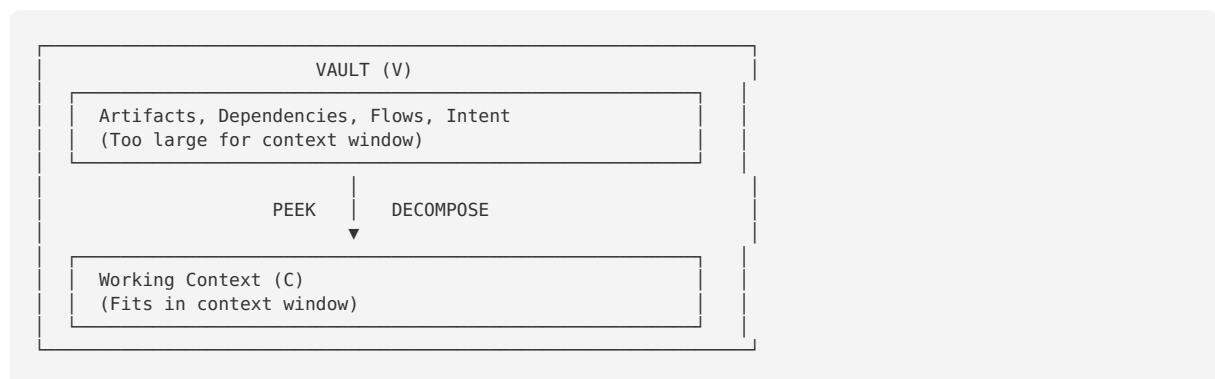 VAULT (V)
Artifacts, Dependencies, Flows, Intent
(Too large for context window)
PEEK │ DECOMPOSE
▼
Working Context (C)
(Fits in context window)